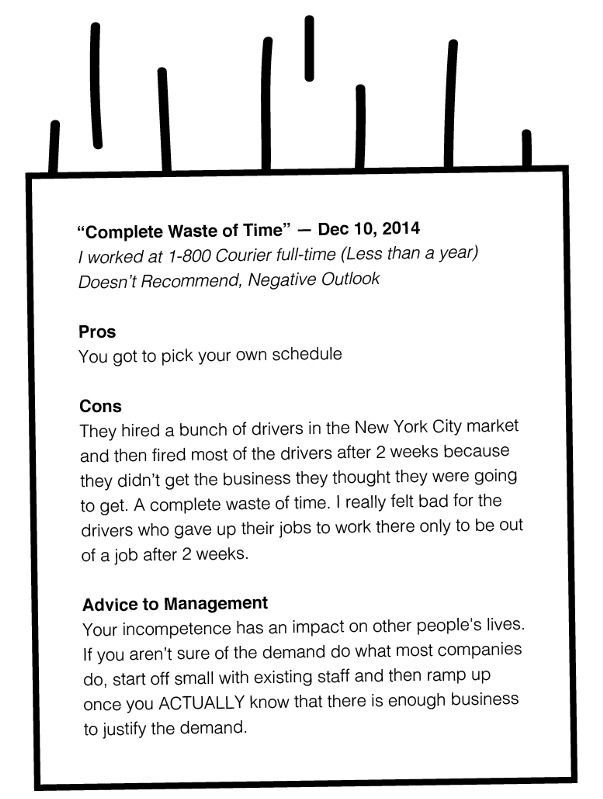 “Complete Waste of Time” — Dec 10, 2014
I worked at 1-800 Courier full-time (Less than a year)
Doesn’t Recommend, Negative Outlook
Pros
You got to pick your own schedule
Cons
They hired a bunch of drivers in the New York City market
and then fired most of the drivers after 2 weeks because
they didn’t get the business they thought they were going
to get. A complete waste of time. I really felt bad for the
drivers who gave up their jobs to work there only to be out
of a job after 2 weeks.
Advice to Management
Your incompetence has an impact on other people's lives.
If you aren’t sure of the demand do what most companies
do, start off small with existing staff and then ramp up
once you ACTUALLY know that there is enough business
to justify the demand.